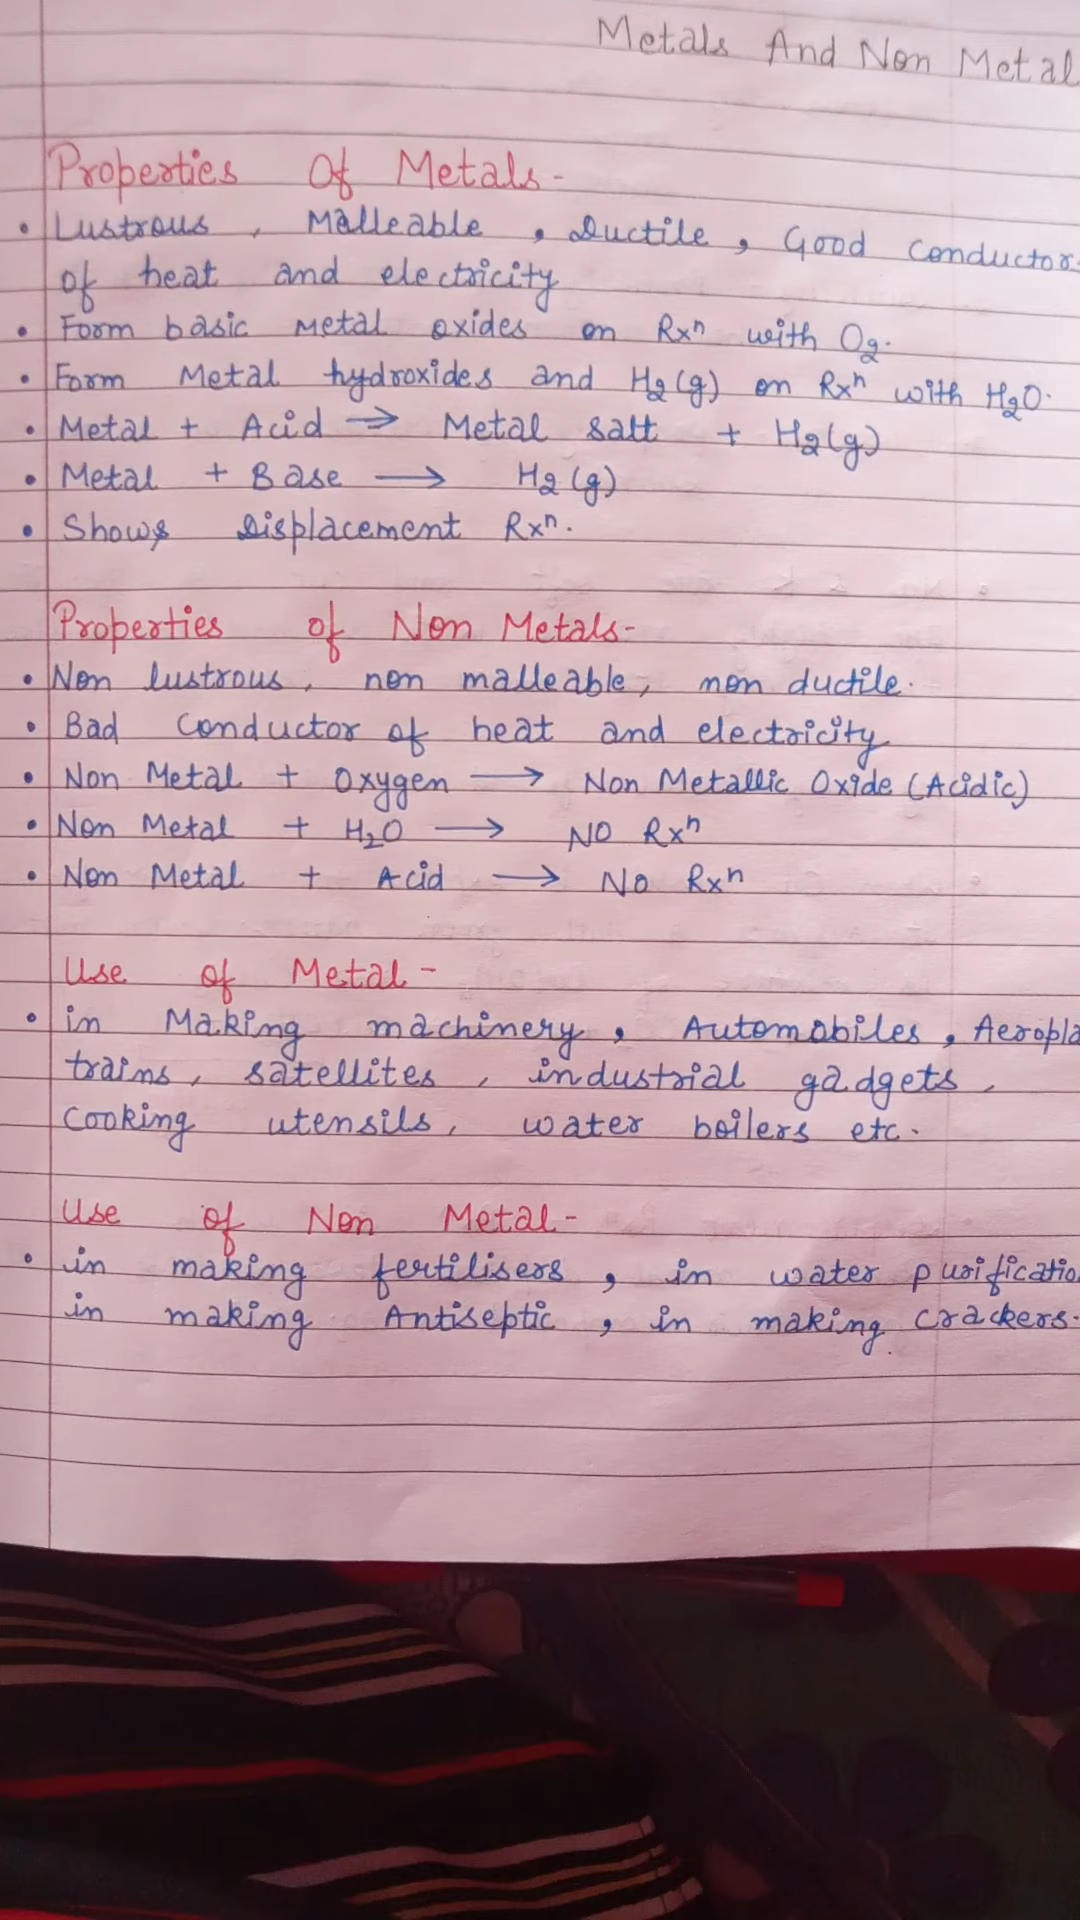 Metals And Non Metal
Properties Of Metals-
• Lustrous, Malleable, Ductile, Good Conductor
of heat and electricity
• Form basic metal oxides on Rxⁿ with O₂.
• Form Metal hydroxides and H₂(g) on Rxⁿ with H₂O.
• Metal + Acid → Metal salt + H₂(g)
• Metal + Base → H₂(g)
• Shows Displacement Rxⁿ.
Properties of Non Metals-
• Non lustrous, non malleable, non ductile.
• Bad Conductor of heat and electricity
• Non Metal + Oxygen → Non Metallic Oxide (Acidic)
• Non Metal + H₂O → NO Rxⁿ
• Non Metal + Acid → No Rxⁿ
Use of Metal-
• in Making machinery, Automobiles, Aeropla
trains, satellites, industrial gadgets,
Cooking utensils, water boilers etc.
Use of Non Metal-
• in making fertilisers, in water purificatio
in making Antiseptic, in making crackers.